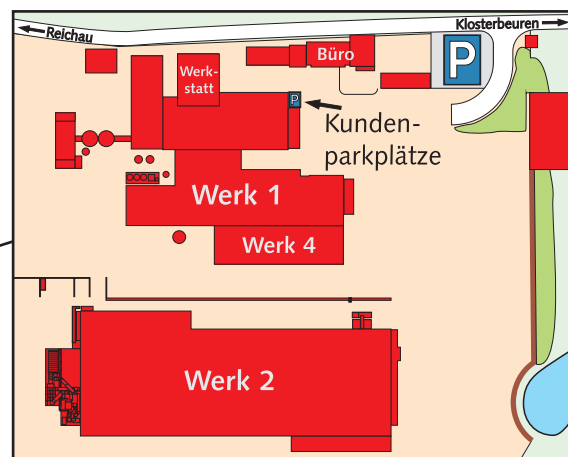 Reichau
Klosterbeuren
Büro
P
Werk-
statt
P
Kunden-
parkplätze
Werk 1
Werk 4
Werk 2